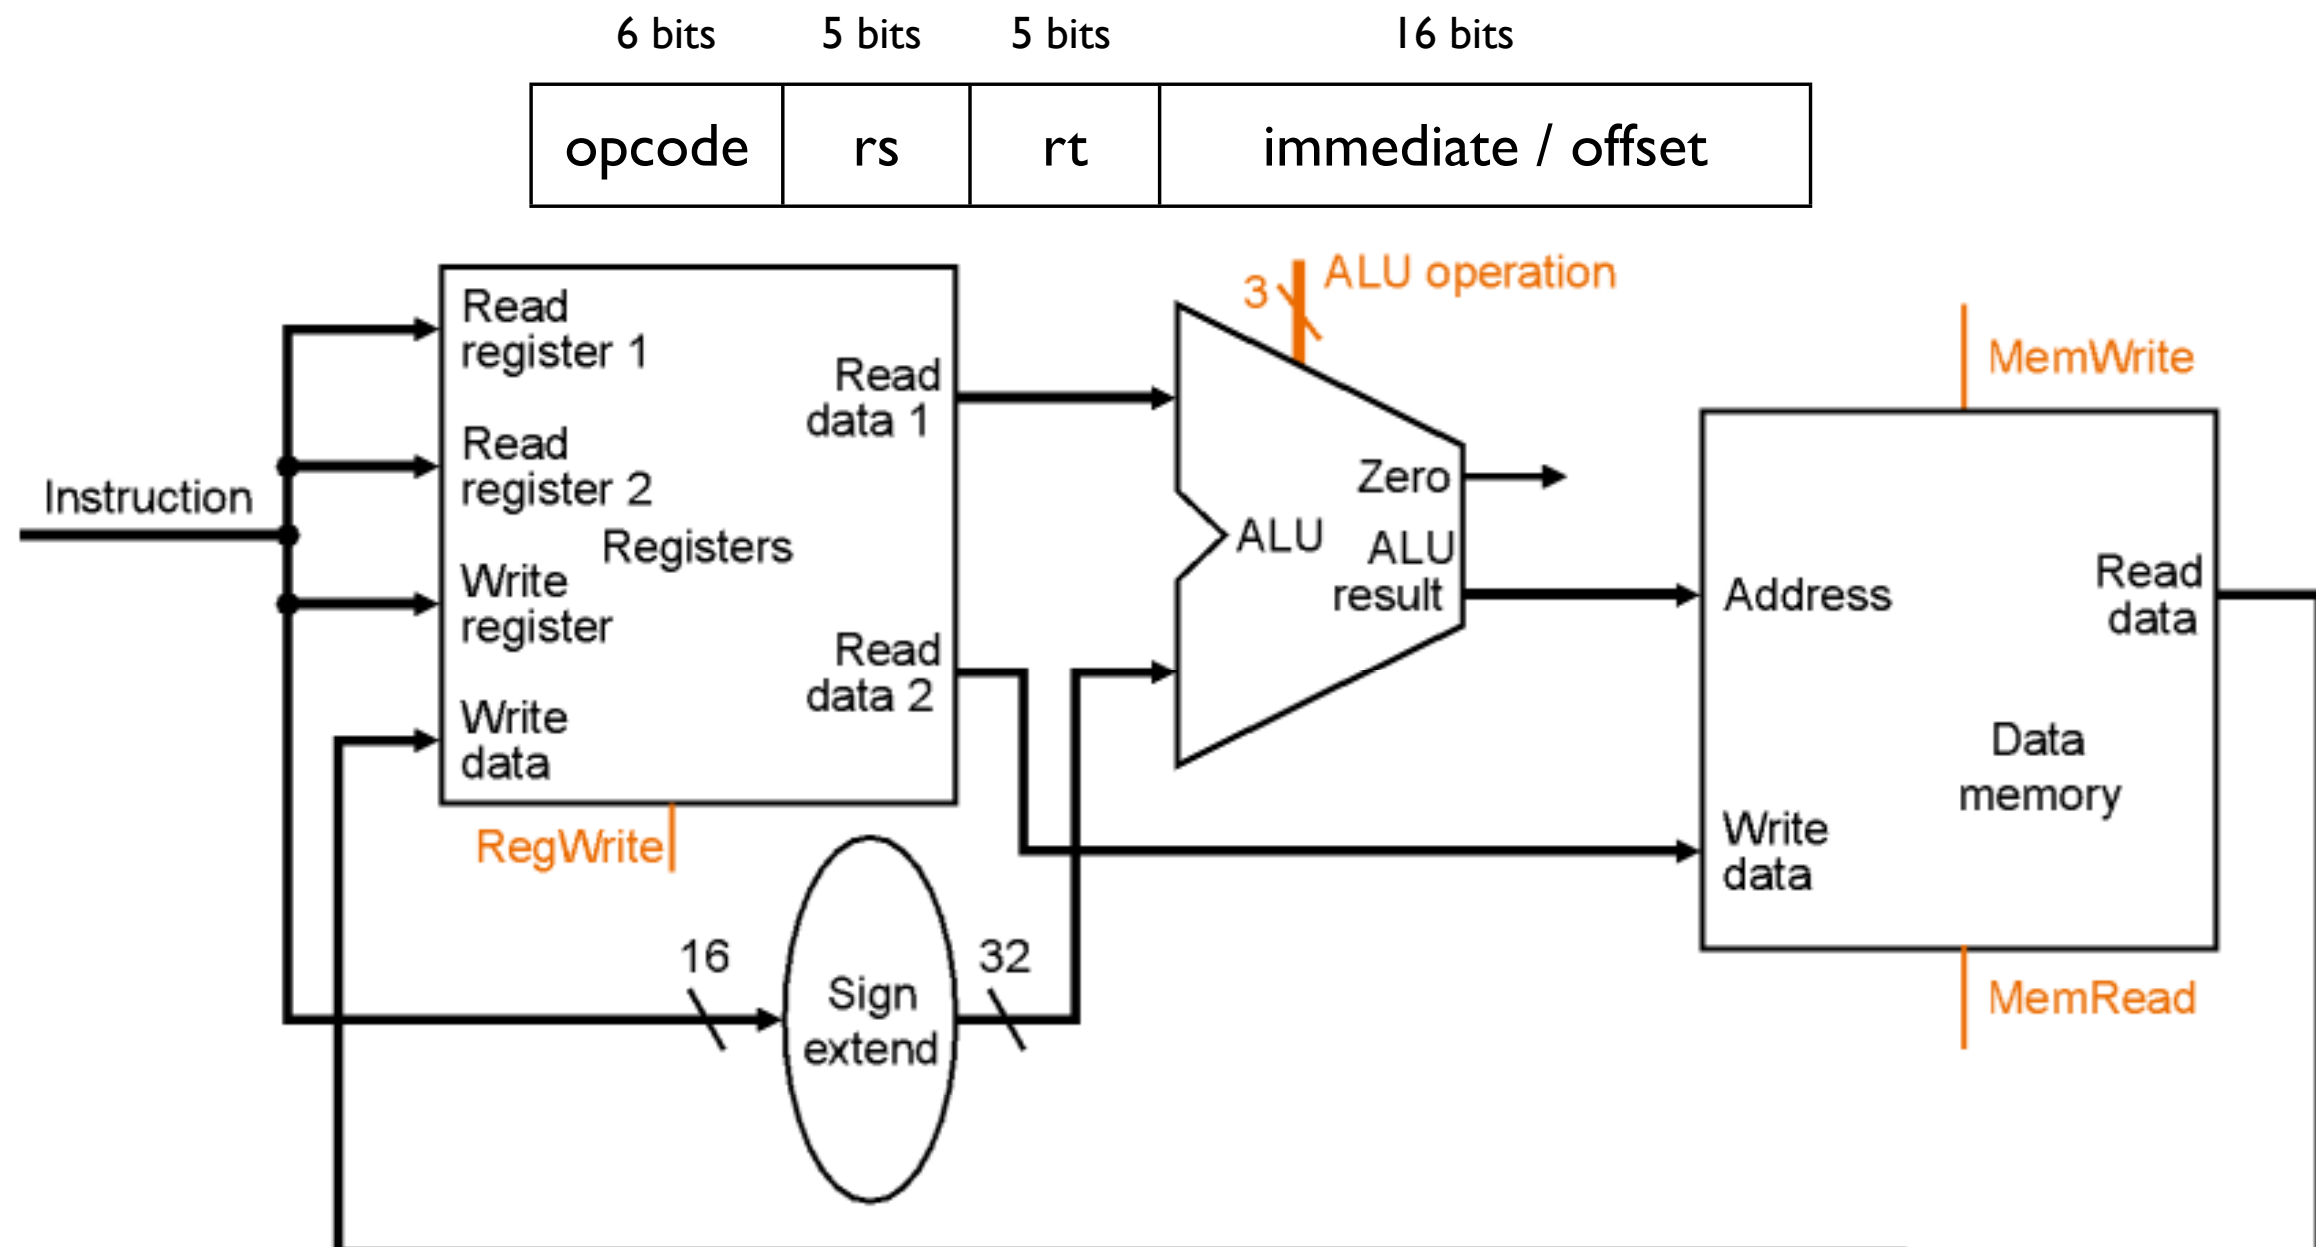 6 bits 5 bits 5 bits 16 bits
opcode rs rt immediate / offset
3 ALU operation
Read
register 1
Read
data 1
MemWrite
Read
register 2
Instruction
Registers
Zero
ALU
ALU
result
Write
register
Address
Read
data
Read
data 2
Write
data
Data
memory
RegWrite
Write
data
16
32
Sign
extend
MemRead